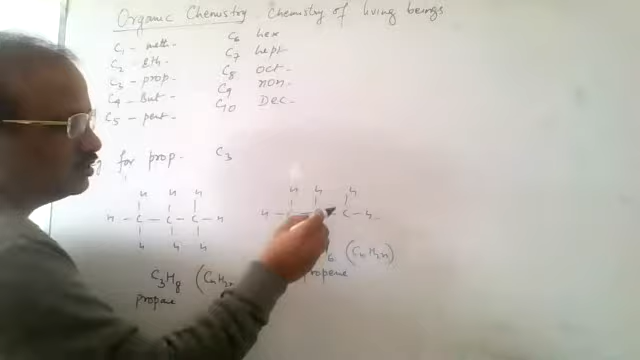 Organic Chemistry - Chemistry of living beings
C1 - meth -
C2 - Eth -
C3 - prop -
C4 - But -
C5 - pent -
C6 hex
C7 hept
C8 oct -
C9 non -
C10 Dec -
for prop - C3
H H H
H - C - C - C - H
H H H
H H H
C - H
C3H8
propane
(CnH2n)
propene